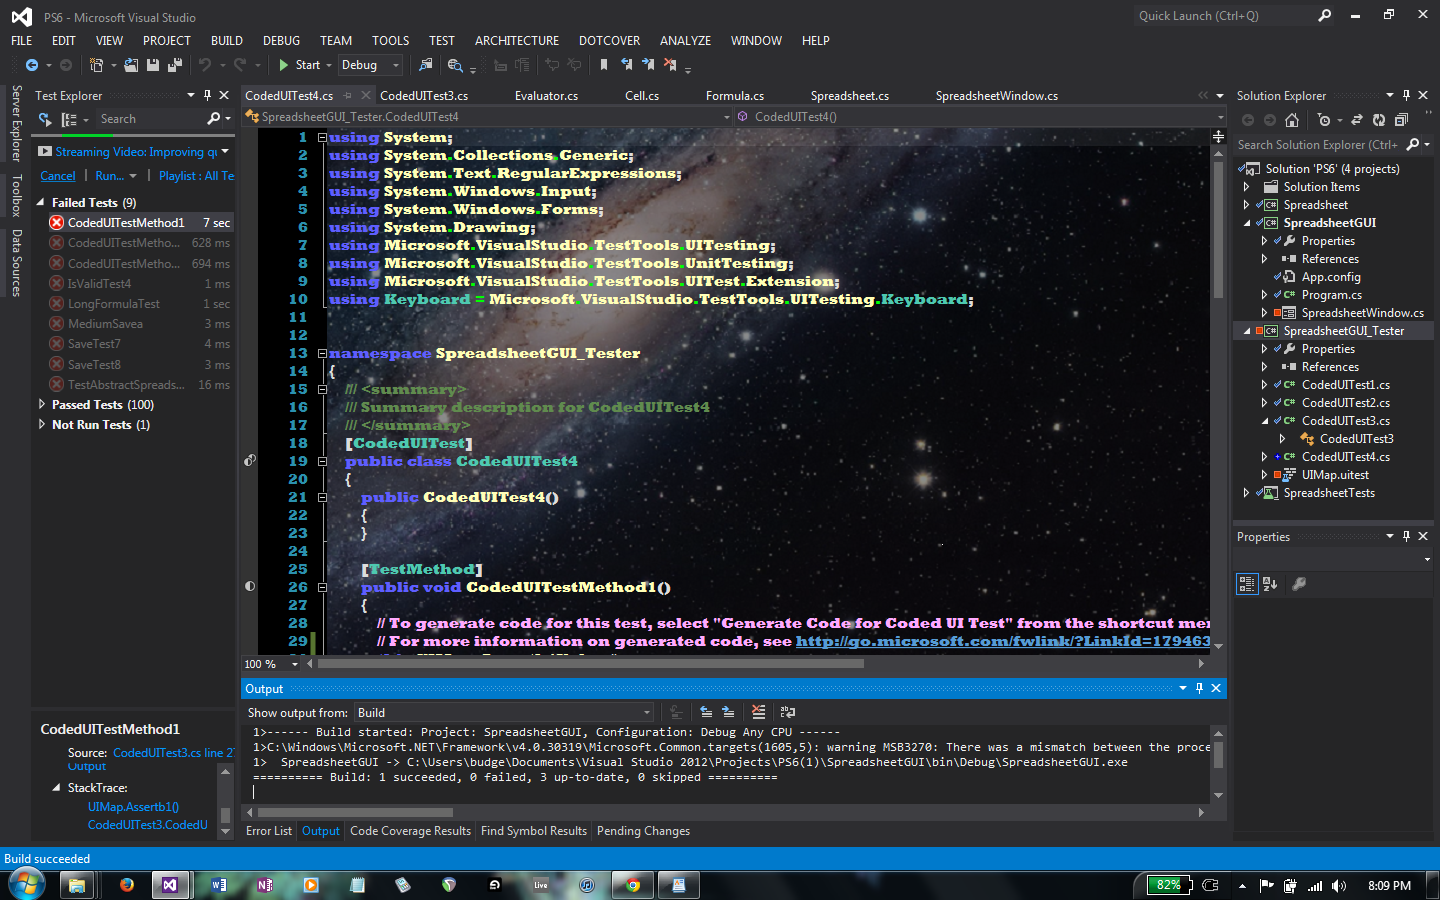 PS6 - Microsoft Visual Studio
Quick Launch (Ctrl+Q)
FILE EDIT VIEW PROJECT BUILD DEBUG TEAM TOOLS TEST ARCHITECTURE DOTCOVER ANALYZE WINDOW HELP
Start Debug
Server Explorer
Toolbox
Data Sources
Test Explorer
Search
Streaming Video: Improving qu
Cancel Run... Playlist : All Te
Failed Tests (9)
CodedUITestMethod1 7 sec
CodedUITestMetho... 628 ms
CodedUITestMetho... 694 ms
IsValidTest4 1 ms
LongFormulaTest 1 sec
MediumSavea 3 ms
SaveTest7 4 ms
SaveTest8 3 ms
TestAbstractSpreads... 16 ms
Passed Tests (100)
Not Run Tests (1)
CodedUITestMethod1
Source: CodedUITest3.cs line 27
Output
StackTrace:
UIMap.Assertb1()
CodedUITest3.CodedU
CodedUITest4.cs CodedUITest3.cs Evaluator.cs Cell.cs Formula.cs Spreadsheet.cs SpreadsheetWindow.cs
SpreadsheetGUI_Tester.CodedUITest4 CodedUITest4()
1 using System;
2 using System.Collections.Generic;
3 using System.Text.RegularExpressions;
4 using System.Windows.Input;
5 using System.Windows.Forms;
6 using System.Drawing;
7 using Microsoft.VisualStudio.TestTools.UITesting;
8 using Microsoft.VisualStudio.TestTools.UnitTesting;
9 using Microsoft.VisualStudio.TestTools.UITest.Extension;
10 using Keyboard = Microsoft.VisualStudio.TestTools.UITesting.Keyboard;
11
12
13 namespace SpreadsheetGUI_Tester
14 {
15 /// <summary>
16 /// Summary description for CodedUITest4
17 /// </summary>
18 [CodedUITest]
19 public class CodedUITest4
20 {
21 public CodedUITest4()
22 {
23 }
24
25 [TestMethod]
26 public void CodedUITestMethod1()
27 {
28 // To generate code for this test, select "Generate Code for Coded UI Test" from the shortcut mer
29 // For more information on generated code, see http://go.microsoft.com/fwlink/?LinkId=179463
100 %
Output
Show output from: Build
1>------ Build started: Project: SpreadsheetGUI, Configuration: Debug Any CPU ------
1>C:\Windows\Microsoft.NET\Framework\v4.0.30319\Microsoft.Common.targets(1605,5): warning MSB3270: There was a mismatch between the proce
1> SpreadsheetGUI -> C:\Users\budge\Documents\Visual Studio 2012\Projects\PS6(1)\SpreadsheetGUI\bin\Debug\SpreadsheetGUI.exe
========== Build: 1 succeeded, 0 failed, 3 up-to-date, 0 skipped ==========
Error List Output Code Coverage Results Find Symbol Results Pending Changes
Solution Explorer
Search Solution Explorer (Ctrl+
Solution 'PS6' (4 projects)
Solution Items
Spreadsheet
SpreadsheetGUI
Properties
References
App.config
Program.cs
SpreadsheetWindow.cs
SpreadsheetGUI_Tester
Properties
References
CodedUITest1.cs
CodedUITest2.cs
CodedUITest3.cs
CodedUITest3
CodedUITest4.cs
UIMap.uitest
SpreadsheetTests
Properties
Build succeeded
Live
82%
8:09 PM